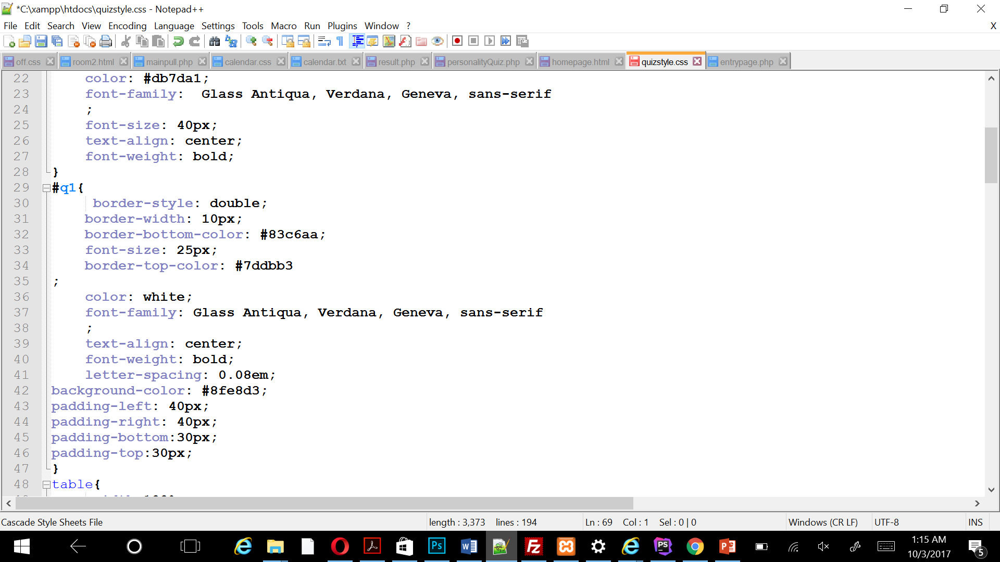 *C:\xampp\htdocs\quizstyle.css - Notepad++
File Edit Search View Encoding Language Settings Tools Macro Run Plugins Window ? X
off.css room2.html mainpull.php calendar.css calendar.txt result.php personalityQuiz.php homepage.html quizstyle.css entrypage.php
22 color: #db7da1;
23 font-family:  Glass Antiqua, Verdana, Geneva, sans-serif
24 ;
25 font-size: 40px;
26 text-align: center;
27 font-weight: bold;
28 }
29 #q1{
30 border-style: double;
31 border-width: 10px;
32 border-bottom-color: #83c6aa;
33 font-size: 25px;
34 border-top-color: #7ddbb3
35 ;
36 color: white;
37 font-family: Glass Antiqua, Verdana, Geneva, sans-serif
38 ;
39 text-align: center;
40 font-weight: bold;
41 letter-spacing: 0.08em;
42 background-color: #8fe8d3;
43 padding-left: 40px;
44 padding-right: 40px;
45 padding-bottom:30px;
46 padding-top:30px;
47 }
48 table{
Cascade Style Sheets File length : 3,373 lines : 194 Ln : 69 Col : 1 Sel : 0 | 0 Windows (CR LF) UTF-8 INS
Ps W Fz PS P
1:15 AM
10/3/2017
5